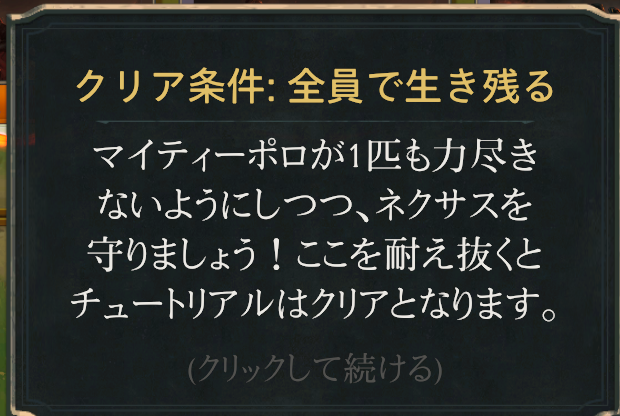 クリア条件: 全員で生き残る
マイティーポロが1匹も力尽き
ないようにしつつ、ネクサスを
守りましょう！ここを耐え抜くと
チュートリアルはクリアとなります。
(クリックして続ける)